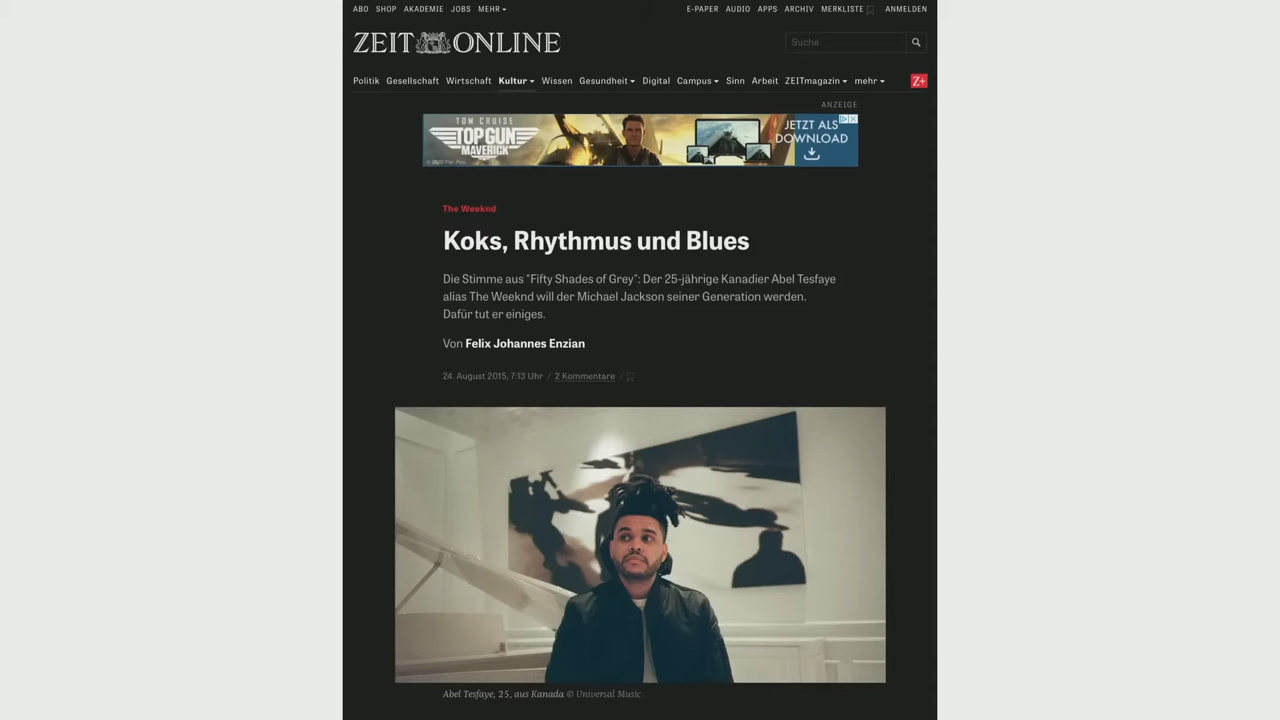 ABO SHOP AKADEMIE JOBS MEHR
E-PAPER AUDIO APPS ARCHIV MERKLISTE ANMELDEN
ZEIT ONLINE
Suche
Politik Gesellschaft Wirtschaft Kultur Wissen Gesundheit Digital Campus Sinn Arbeit ZEITmagazin mehr
Z+
ANZEIGE
TOM CRUISE
TOP GUN
MAVERICK
JETZT ALS
DOWNLOAD
The Weeknd
Koks, Rhythmus und Blues
Die Stimme aus "Fifty Shades of Grey": Der 25-jährige Kanadier Abel Tesfaye
alias The Weeknd will der Michael Jackson seiner Generation werden.
Dafür tut er einiges.
Von Felix Johannes Enzian
24. August 2015, 7:13 Uhr / 2 Kommentare /
Abel Tesfaye, 25, aus Kanada © Universal Music